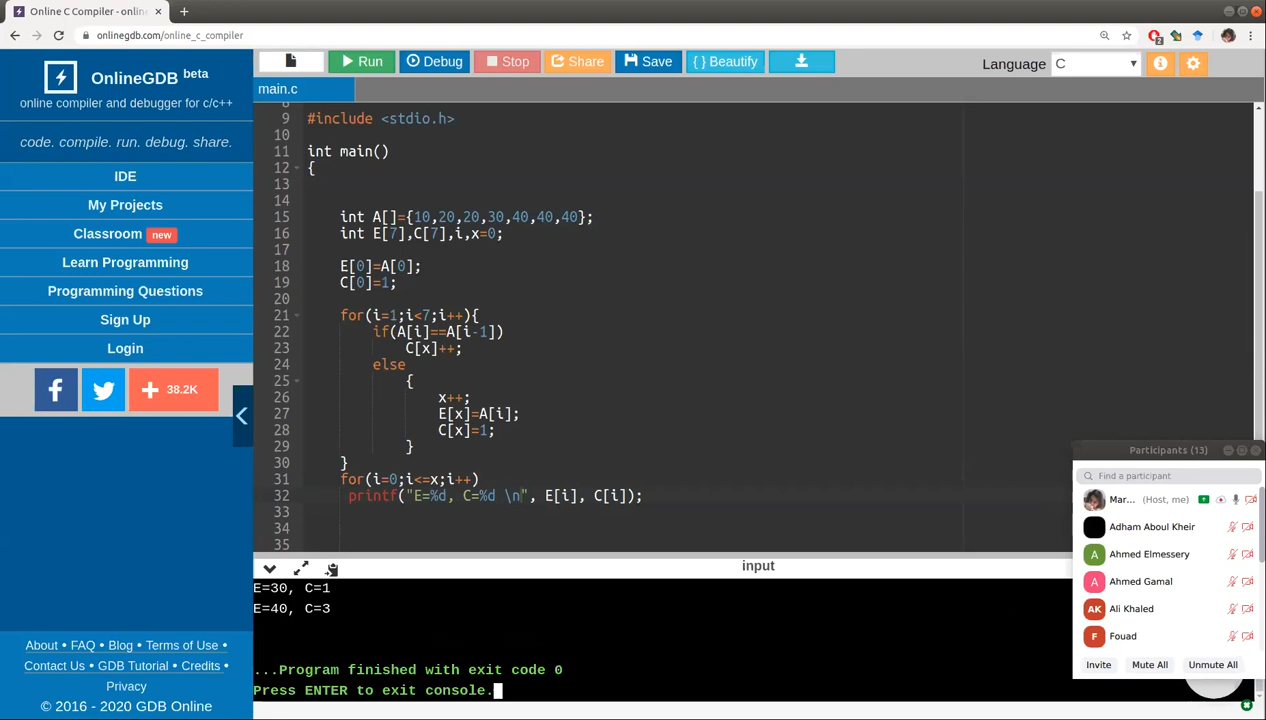 Online C Compiler - onlin
onlinegdb.com/online_c_compiler
2
OnlineGDB beta
online compiler and debugger for c/c++
code. compile. run. debug. share.
IDE
My Projects
Classroom new
Learn Programming
Programming Questions
Sign Up
Login
38.2K
About • FAQ • Blog • Terms of Use •
Contact Us • GDB Tutorial • Credits •
Privacy
© 2016 - 2020 GDB Online
Run
Debug
Stop
Share
Save
{ } Beautify
Language
C
main.c
8
9 #include <stdio.h>
10
11 int main()
12 {
13
14
15 int A[]={10,20,20,30,40,40,40};
16 int E[7],C[7],i,x=0;
17
18 E[0]=A[0];
19 C[0]=1;
20
21 for(i=1;i<7;i++){
22 if(A[i]==A[i-1])
23 C[x]++;
24 else
25 {
26 x++;
27 E[x]=A[i];
28 C[x]=1;
29 }
30 }
31 for(i=0;i<=x;i++)
32 printf("E=%d, C=%d \n", E[i], C[i]);
33
34
35
input
E=30, C=1
E=40, C=3
...Program finished with exit code 0
Press ENTER to exit console.
Participants (13)
Find a participant
Mar... (Host, me)
Adham Aboul Kheir
A Ahmed Elmessery
A Ahmed Gamal
AK Ali Khaled
F Fouad
Invite
Mute All
Unmute All